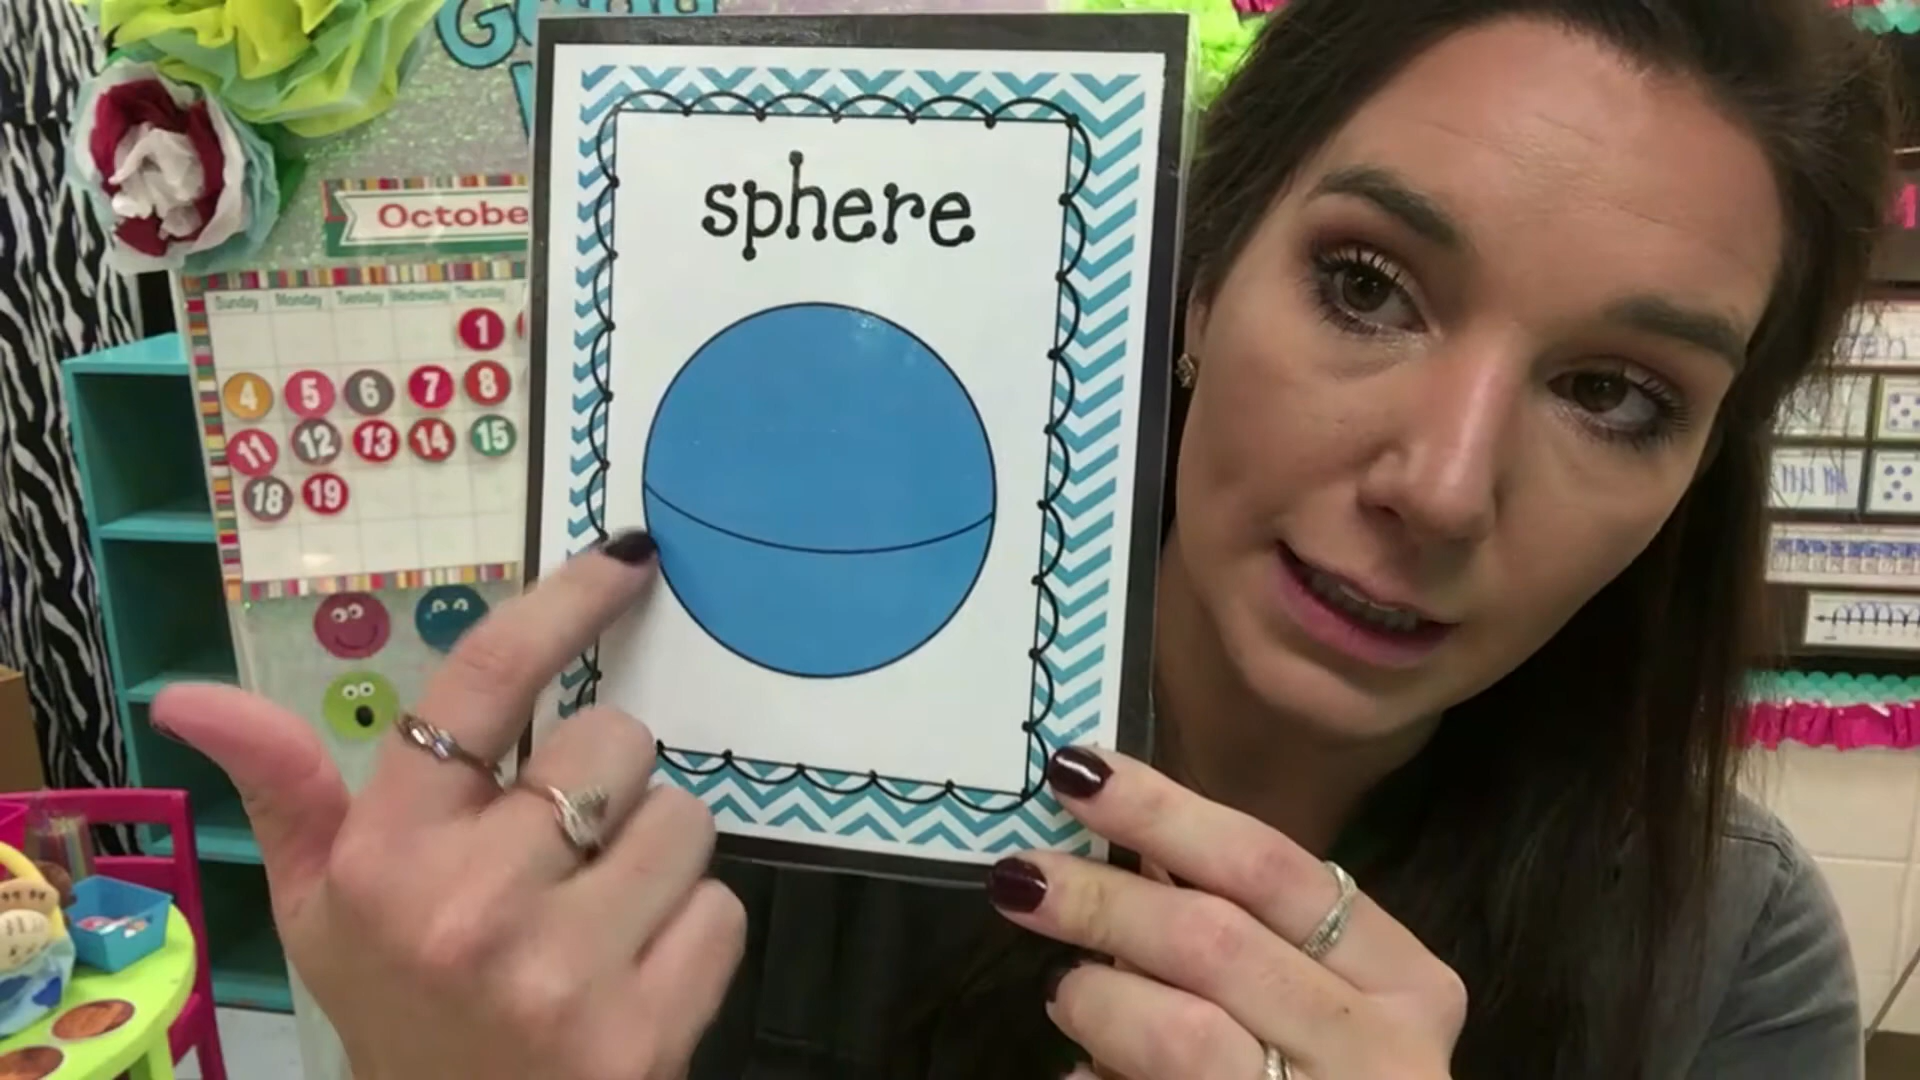 Good
sphere
Octobe
Sunday Monday Tuesday Wednesday Thursday
1
4 5 6 7 8
11 12 13 14 15
18 19